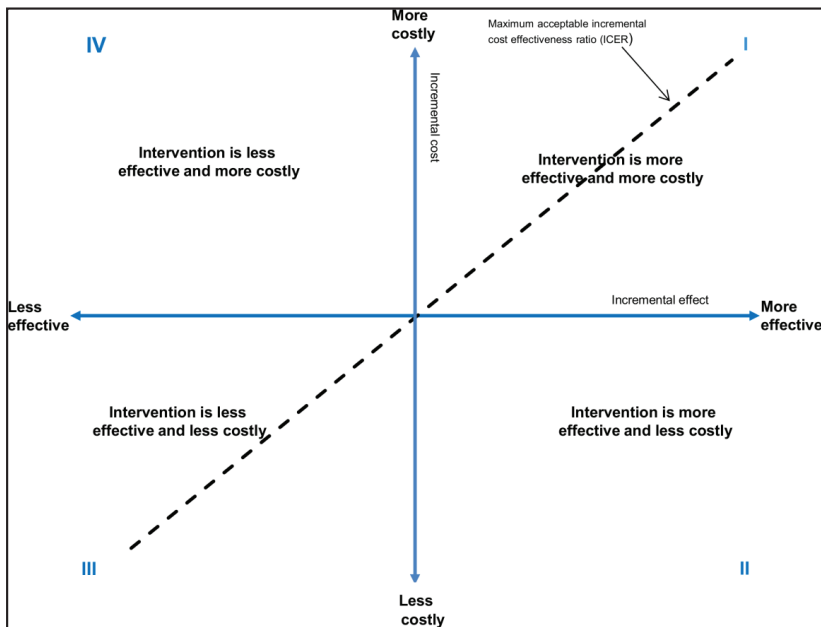 More
costly
Maximum acceptable incremental
cost effectiveness ratio (ICER)
IV
I
Incremental cost
Intervention is less
effective and more costly
Intervention is more
effective and more costly
Less
effective
Incremental effect
More
effective
Intervention is less
effective and less costly
Intervention is more
effective and less costly
III
II
Less
costly